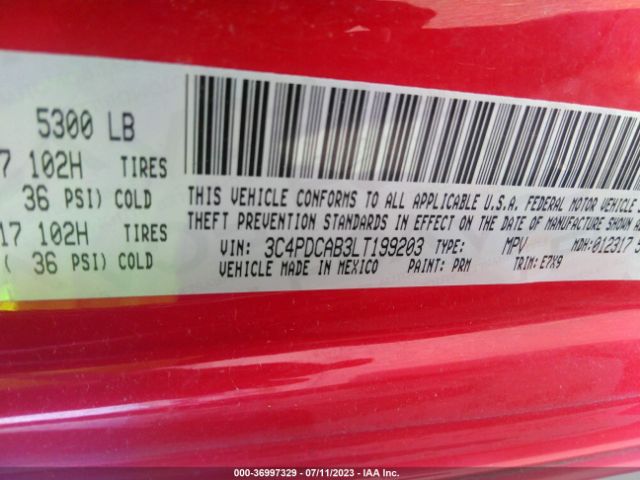 5300 LB
7 102H TIRES
36 PSI) COLD
17 102H TIRES
( 36 PSI) COLD
THIS VEHICLE CONFORMS TO ALL APPLICABLE U.S.A. FEDERAL MOTOR VEHICLE
THEFT PREVENTION STANDARDS IN EFFECT ON THE DATE OF MANUFACTURE SHOWN
VIN: 3C4PDCAB3LT199203 TYPE: MPV MDH:012317
VEHICLE MADE IN MEXICO PAINT: PRM TRIM: E7X9
000-36997329 - 07/11/2023 - IAA Inc.